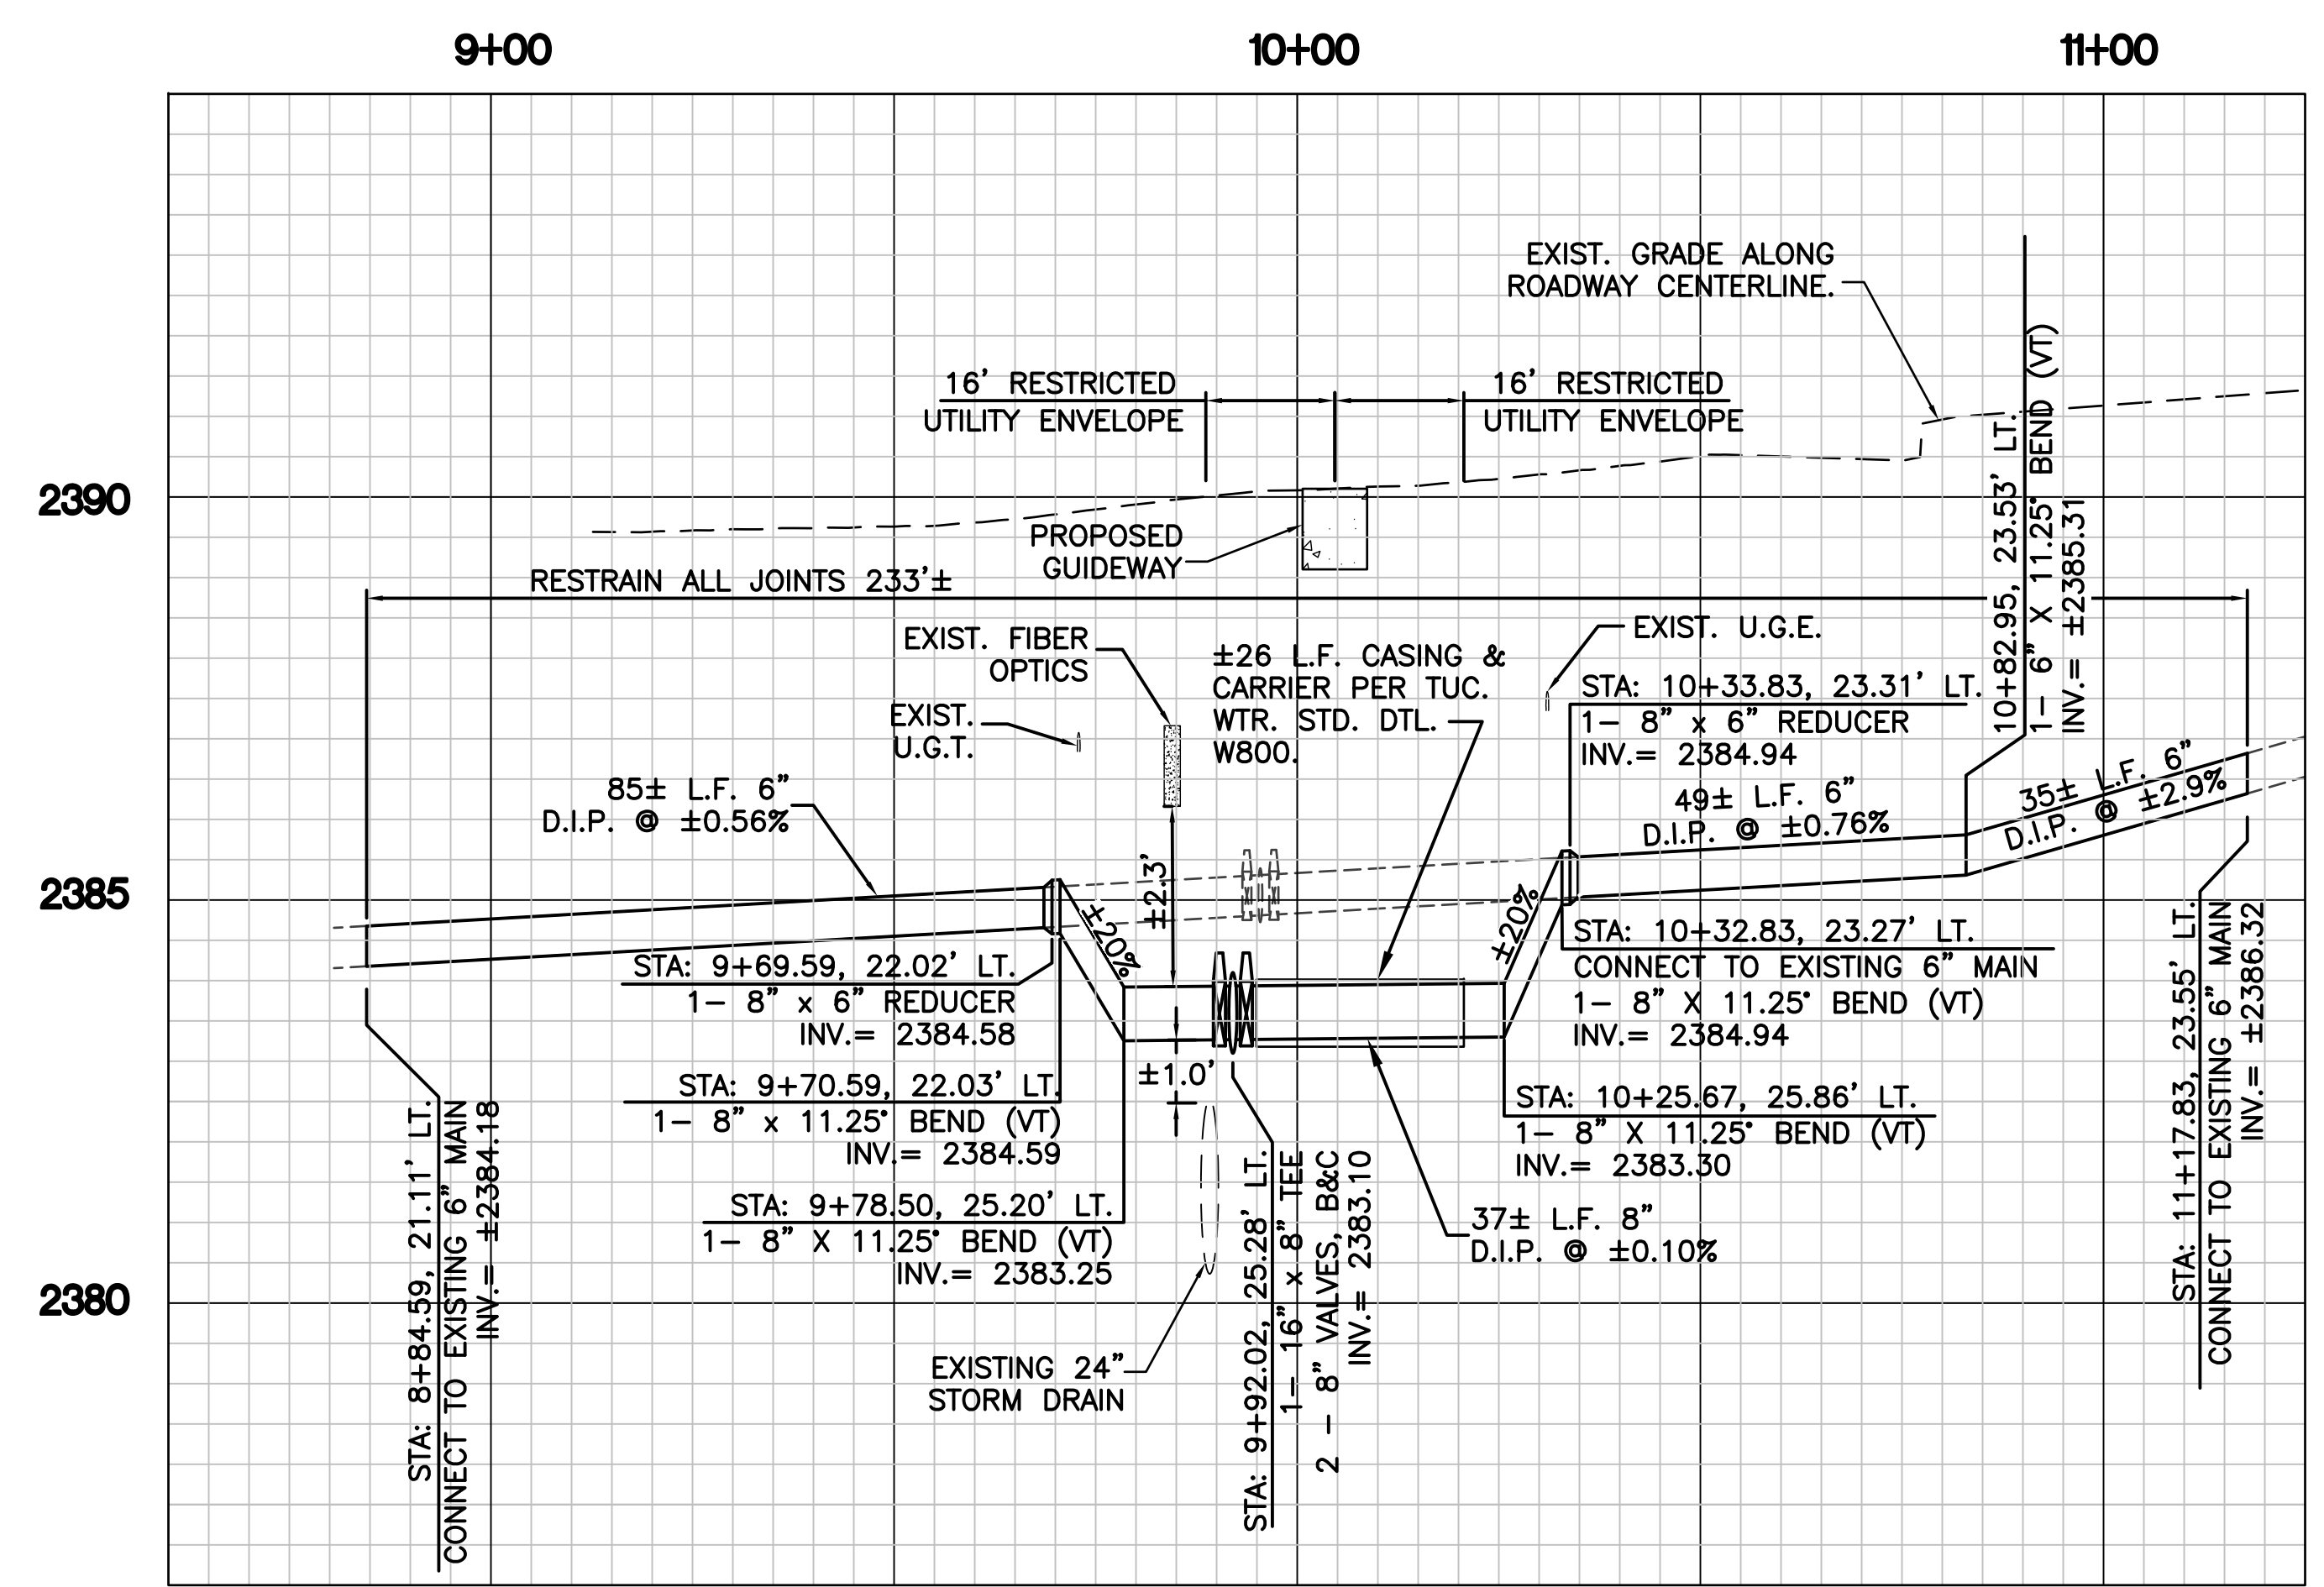 9+00
10+00
11+00
EXIST. GRADE ALONG
ROADWAY CENTERLINE.
16' RESTRICTED
UTILITY ENVELOPE
16' RESTRICTED
UTILITY ENVELOPE
2390
PROPOSED
GUIDEWAY
RESTRAIN ALL JOINTS 233'±
10+82.95, 23.53' LT.
1- 6" X 11.25° BEND (VT)
INV.= ±2385.31
EXIST. FIBER
OPTICS
±26 L.F. CASING &
CARRIER PER TUC.
WTR. STD. DTL.
W800.
EXIST. U.G.E.
EXIST.
U.G.T.
STA: 10+33.83, 23.31' LT.
1- 8" x 6" REDUCER
INV.= 2384.94
85± L.F. 6"
D.I.P. @ ±0.56%
49± L.F. 6"
D.I.P. @ ±0.76%
35± L.F. 6"
D.I.P. @ ±2.9%
2385
±20%
±2.3'
±20%
STA: 9+69.59, 22.02' LT.
1- 8" x 6" REDUCER
INV.= 2384.58
STA: 10+32.83, 23.27' LT.
CONNECT TO EXISTING 6" MAIN
1- 8" X 11.25° BEND (VT)
INV.= 2384.94
±1.0'
STA: 9+70.59, 22.03' LT.
1- 8" x 11.25° BEND (VT)
INV.= 2384.59
STA: 10+25.67, 25.86' LT.
1- 8" X 11.25° BEND (VT)
INV.= 2383.30
STA: 9+78.50, 25.20' LT.
1- 8" X 11.25° BEND (VT)
INV.= 2383.25
37± L.F. 8"
D.I.P. @ ±0.10%
2380
STA: 8+84.59, 21.11' LT.
CONNECT TO EXISTING 6" MAIN
INV.= ±2384.18
EXISTING 24"
STORM DRAIN
STA: 9+92.02, 25.28' LT.
1- 16" x 8" TEE
2 - 8" VALVES, B&C
INV.= 2383.10
STA: 11+17.83, 23.55' LT.
CONNECT TO EXISTING 6" MAIN
INV.= ±2386.32